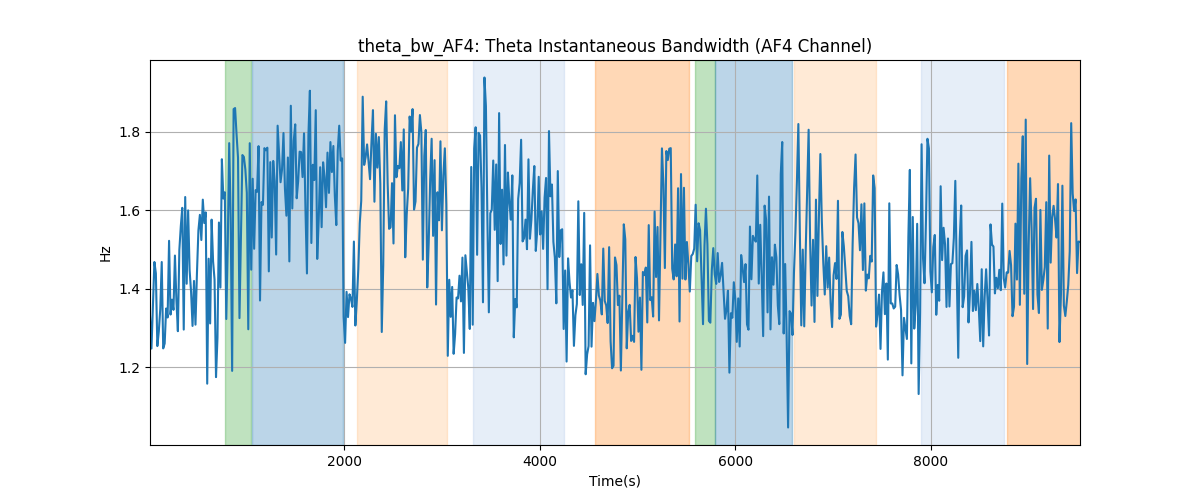 theta_bw_AF4: Theta Instantaneous Bandwidth (AF4 Channel)
1.8
1.6
1.4
1.2
Hz
2000 4000 6000 8000
Time(s)